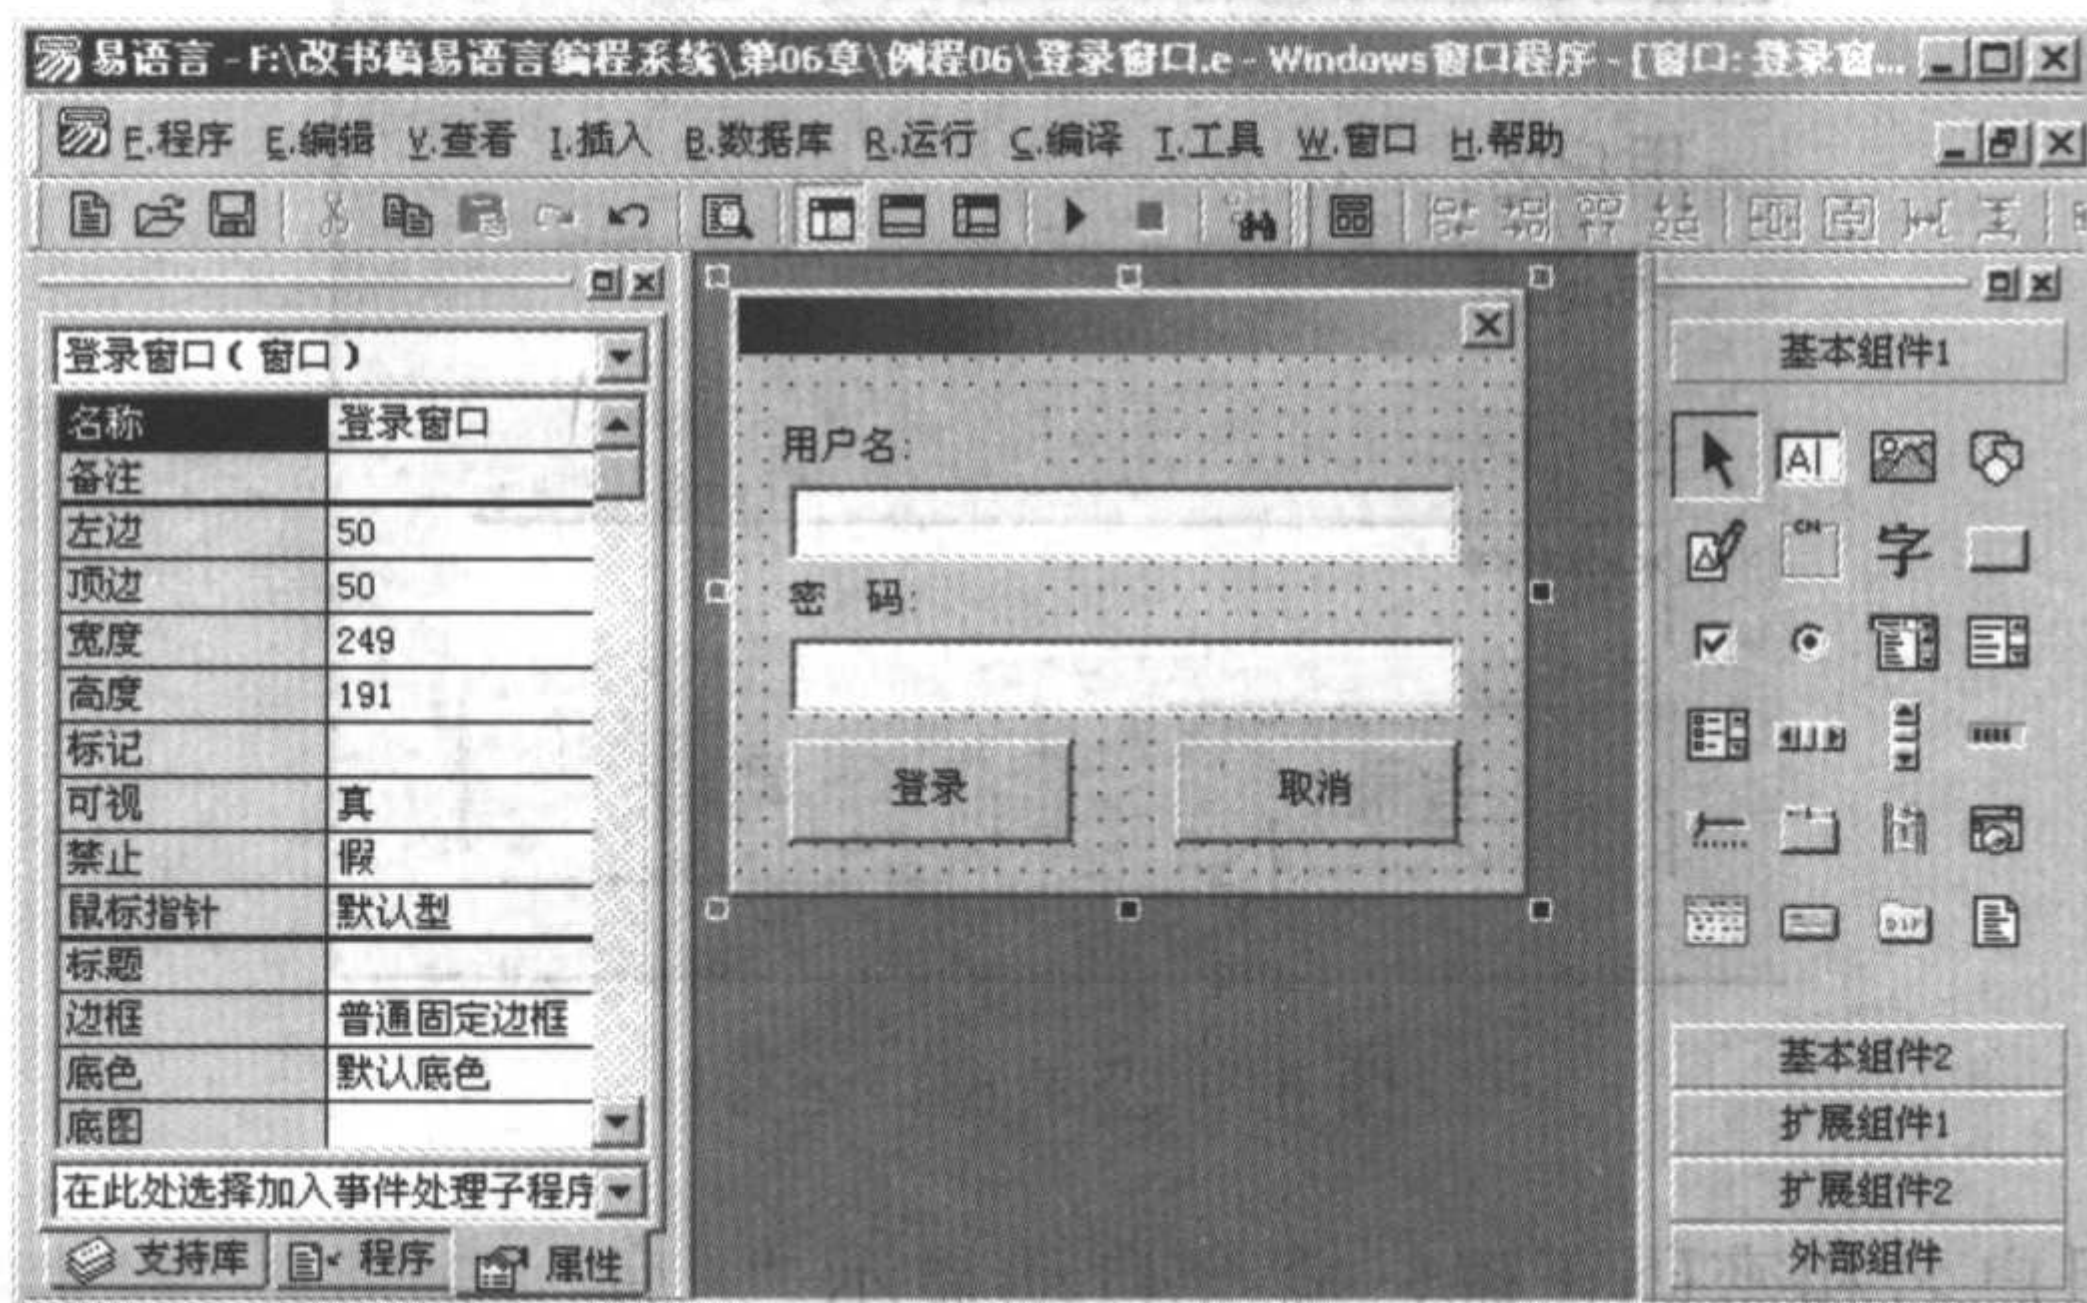 易语言 - F:\改书稿易语言编程系统\第06章\例程06\登录窗口.e - Windows窗口程序 - [窗口: 登录窗...
F.程序 E.编辑 V.查看 I.插入 B.数据库 R.运行 C.编译 T.工具 W.窗口 H.帮助
登录窗口（窗口）
名称 登录窗口
备注
左边 50
顶边 50
宽度 249
高度 191
标记
可视 真
禁止 假
鼠标指针 默认型
标题
边框 普通固定边框
底色 默认底色
底图
在此处选择加入事件处理子程序
支持库 程序 属性
用户名:
密 码:
登录 取消
基本组件1
字
基本组件2
扩展组件1
扩展组件2
外部组件